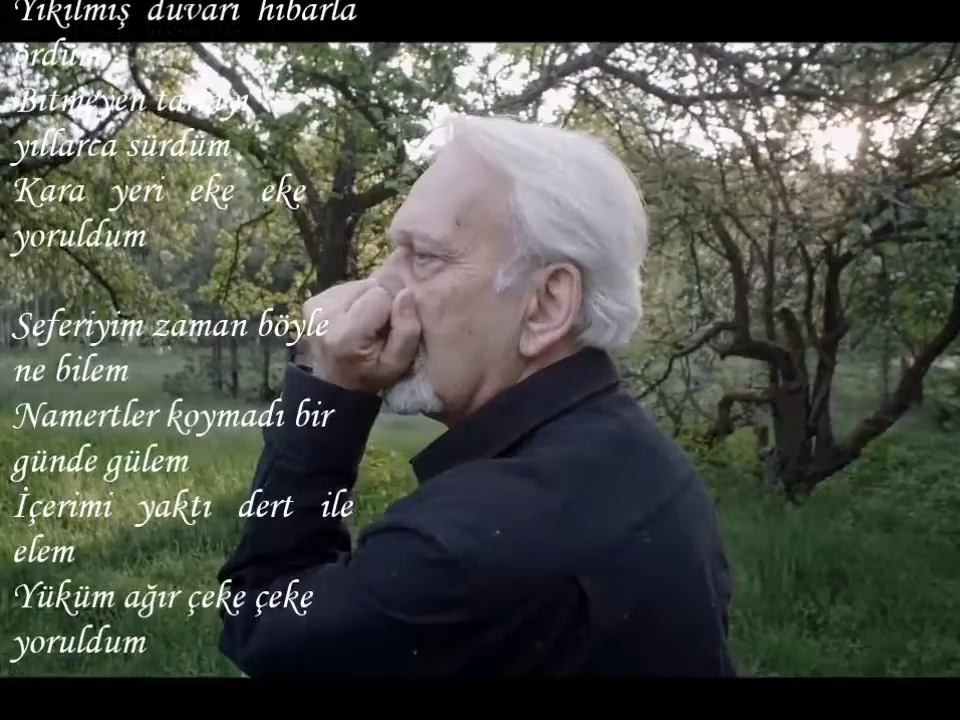 Yıkılmış duvarı hibarla
ördüm
Bitmeyen tarlayı
yıllarca sürdüm
Kara yeri eke eke
yoruldum
Seferiyim zaman böyle
ne bilem
Namertler koymadı bir
günde gülem
İçerimi yaktı dert ile
elem
Yüküm ağır çeke çeke
yoruldum